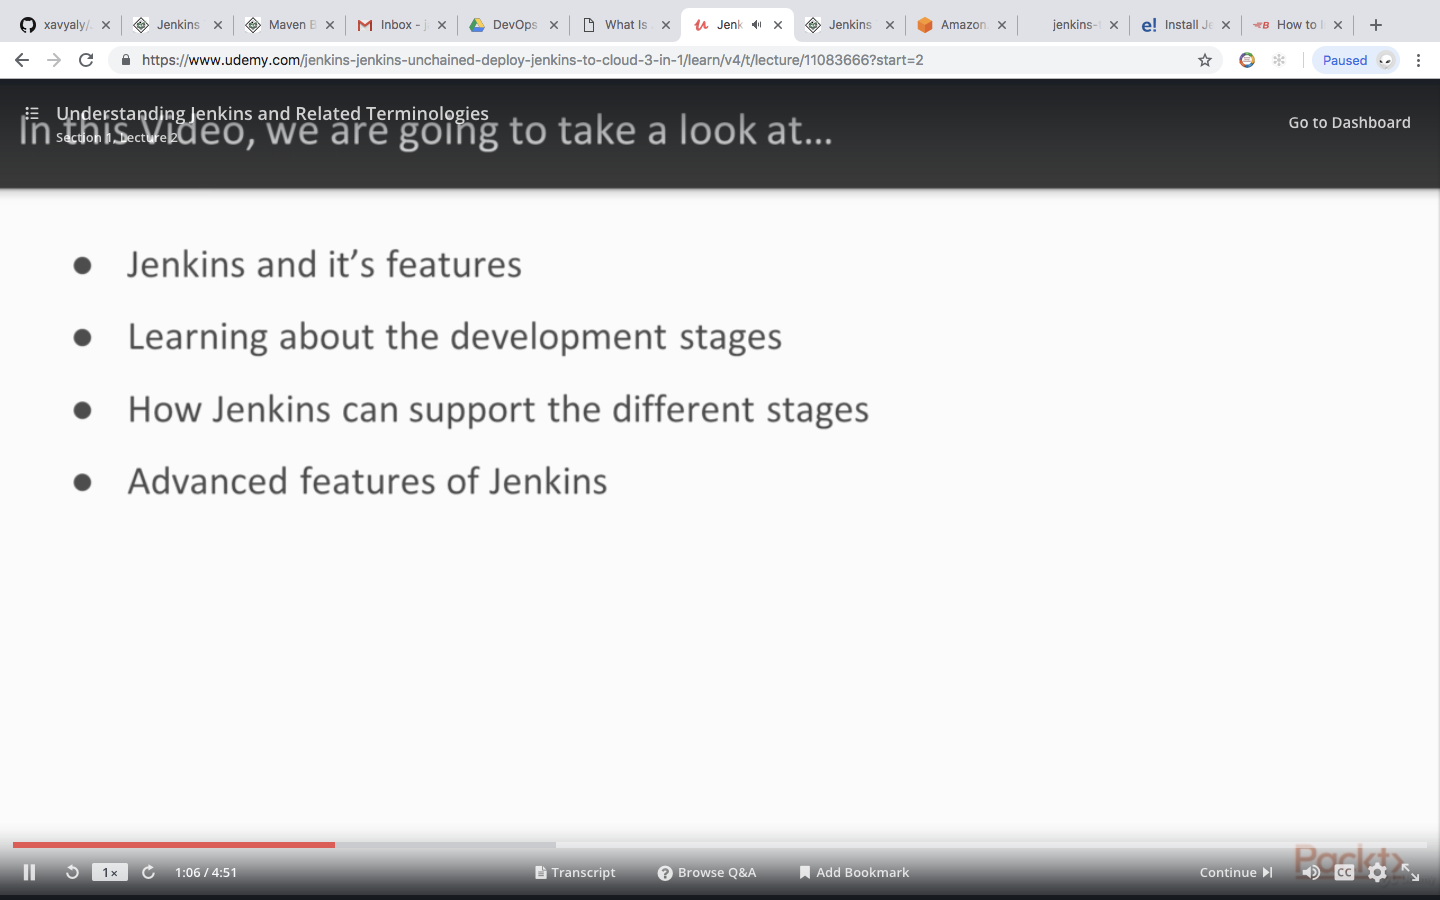 xavyaly/
Jenkins
Maven B
Inbox - j
DevOps
What Is
Jenk
Jenkins
Amazon
jenkins-
Install Je
How to I
https://www.udemy.com/jenkins-jenkins-unchained-deploy-jenkins-to-cloud-3-in-1/learn/v4/t/lecture/11083666?start=2
Paused
Understanding Jenkins and Related Terminologies
In this Video, we are going to take a look at...
Section 1, Lecture 2
Go to Dashboard
● Jenkins and it’s features
● Learning about the development stages
● How Jenkins can support the different stages
● Advanced features of Jenkins
1x
1:06 / 4:51
Transcript
? Browse Q&A
Add Bookmark
Continue
Packt
CC